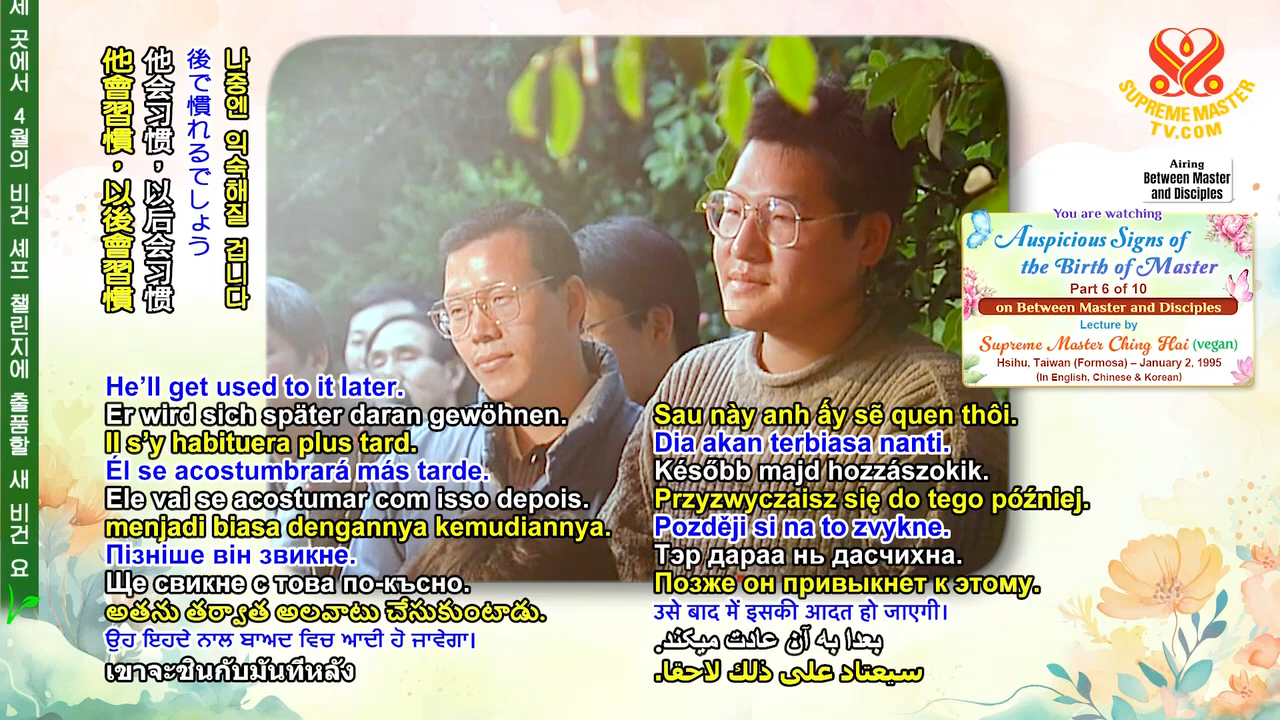 세 곳에서 4월의 비건 셰프 챌린지에 출품할 새 비건 요
他會習慣，以後會習慣
他会习惯，以后会习惯
後で慣れるでしょう
나중엔 익숙해질 겁니다
SUPREME MASTER
TV.COM
Airing
Between Master
and Disciples
You are watching
Auspicious Signs of
the Birth of Master
Part 6 of 10
on Between Master and Disciples
Lecture by
Supreme Master Ching Hai (vegan)
Hsihu, Taiwan (Formosa) – January 2, 1995
(In English, Chinese & Korean)
He’ll get used to it later.
Er wird sich später daran gewöhnen.
Il s’y habituera plus tard.
Él se acostumbrará más tarde.
Ele vai se acostumar com isso depois.
menjadi biasa dengannya kemudiannya.
Пізніше він звикне.
Ще свикне с това по-късно.
అతను తర్వాత అలవాటు చేసుకుంటాడు.
ਉਹ ਇਹਦੇ ਨਾਲ ਬਾਅਦ ਵਿਚ ਆਦੀ ਹੋ ਜਾਵੇਗਾ।
เขาจะชินกับมันทีหลัง
Sau này anh ấy sẽ quen thôi.
Dia akan terbiasa nanti.
Később majd hozzászokik.
Przyzwyczaisz się do tego później.
Později si na to zvykne.
Тэр дараа нь дасчихна.
Позже он привыкнет к этому.
उसे बाद में इसकी आदत हो जाएगी।
بعدا به آن عادت میکند.
سيعتاد على ذلك لاحقا.